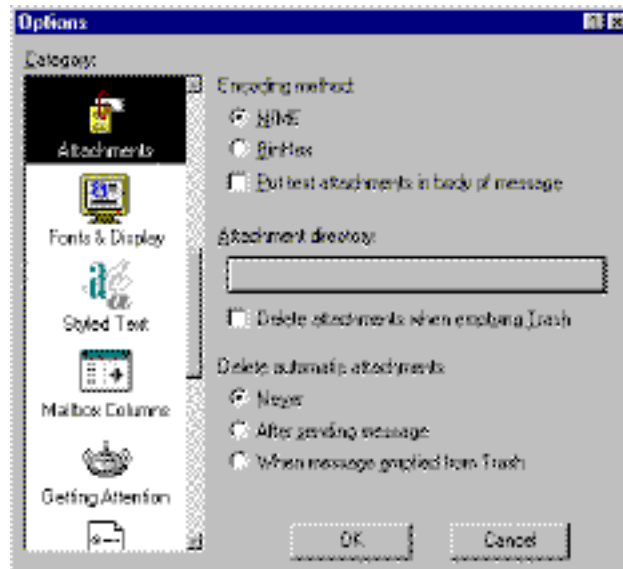 Options
Category:
Attachments
Fonts & Display
Styled Text
Mailbox Columns
Getting Attention
Encoding method:
MIME
BinHex
Put text attachments in body of message
Attachment directory:
Delete attachments when emptying Trash
Delete automatic attachments
Never
After sending message
When message emptied from Trash
OK
Cancel